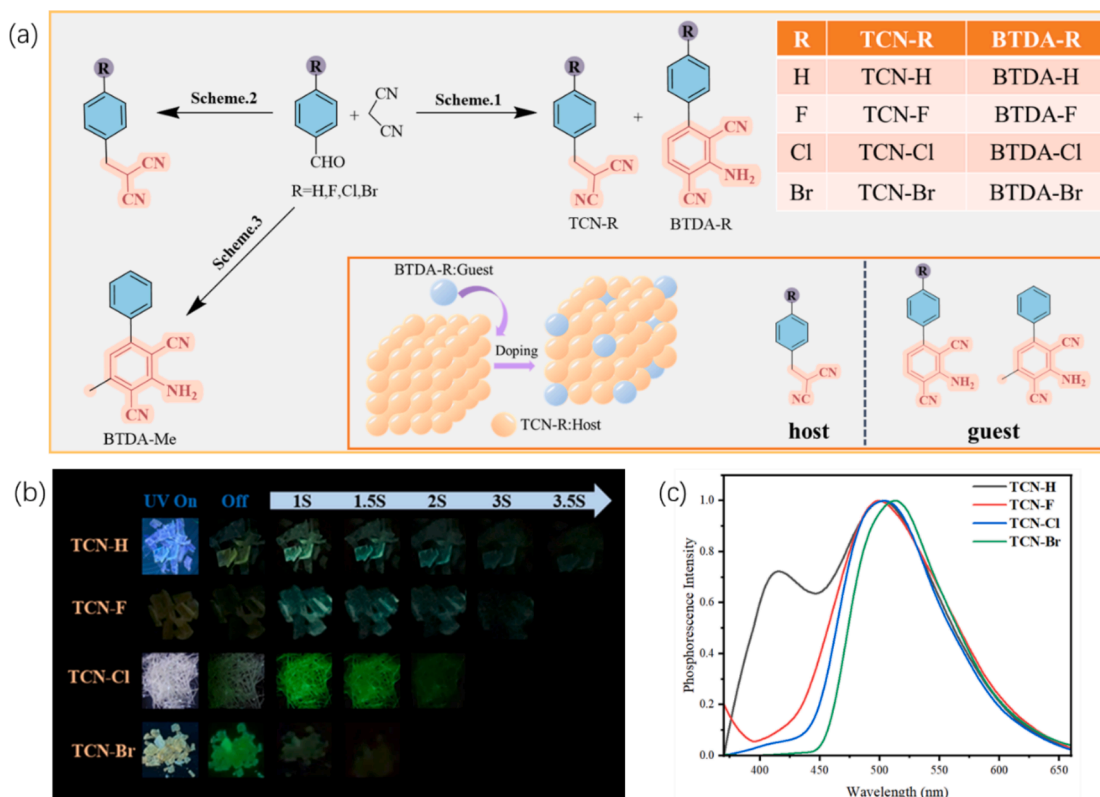 (a)
R
R
R
R
TCN-R
BTDA-R
H
TCN-H
BTDA-H
F
TCN-F
BTDA-F
Cl
TCN-Cl
BTDA-Cl
Br
TCN-Br
BTDA-Br
Scheme.2
+
CN
CN
Scheme.1
+
CN
CN
CN
CHO
R=H,F,Cl,Br
CN
NC
TCN-R
CN
NH2
CN
BTDA-R
Scheme.3
CN
NH2
CN
BTDA-Me
BTDA-R:Guest
Doping
TCN-R:Host
R
CN
NC
host
R
CN
NH2
CN
CN
NH2
CN
guest
(b)
UV On
Off
1S
1.5S
2S
3S
3.5S
TCN-H
TCN-F
TCN-Cl
TCN-Br
(c)
TCN-H
TCN-F
TCN-Cl
TCN-Br
Phosphorescence Intensity
1.0
0.8
0.6
0.4
0.2
0.0
400
450
500
550
600
650
Wavelength (nm)